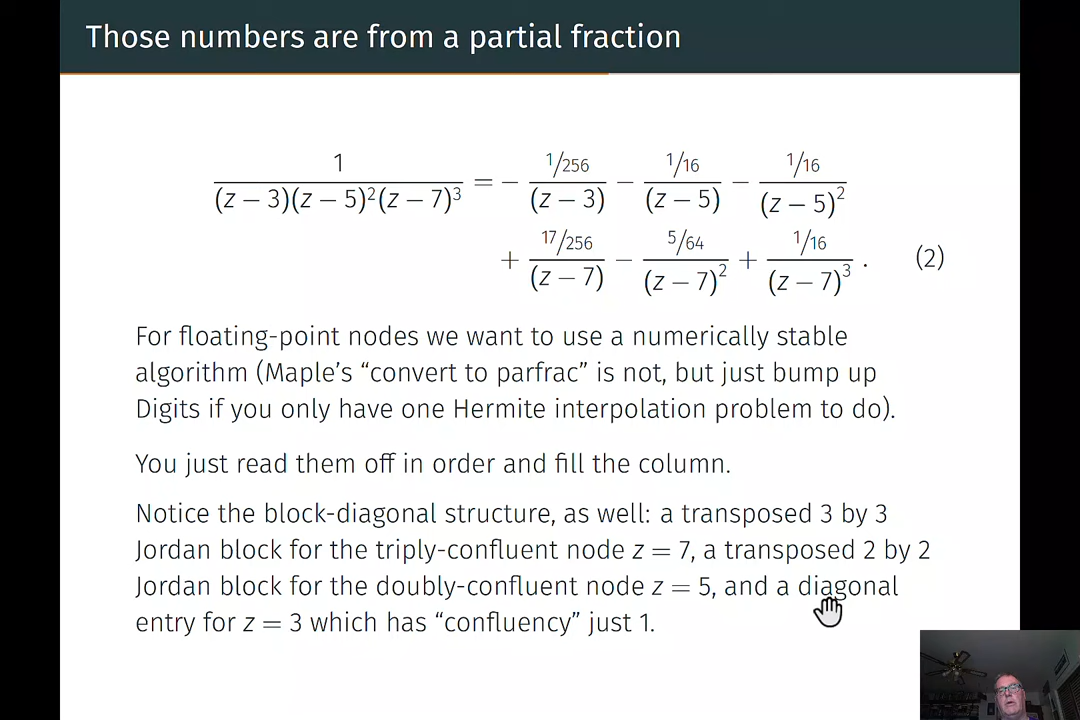 Those numbers are from a partial fraction
1/((z − 3)(z − 5)²(z − 7)³) = − (1/256)/(z − 3) − (1/16)/(z − 5) − (1/16)/(z − 5)²
+ (17/256)/(z − 7) − (5/64)/(z − 7)² + (1/16)/(z − 7)³ . (2)
For floating-point nodes we want to use a numerically stable
algorithm (Maple’s “convert to parfrac” is not, but just bump up
Digits if you only have one Hermite interpolation problem to do).
You just read them off in order and fill the column.
Notice the block-diagonal structure, as well: a transposed 3 by 3
Jordan block for the triply-confluent node z = 7, a transposed 2 by 2
Jordan block for the doubly-confluent node z = 5, and a diagonal
entry for z = 3 which has “confluency” just 1.